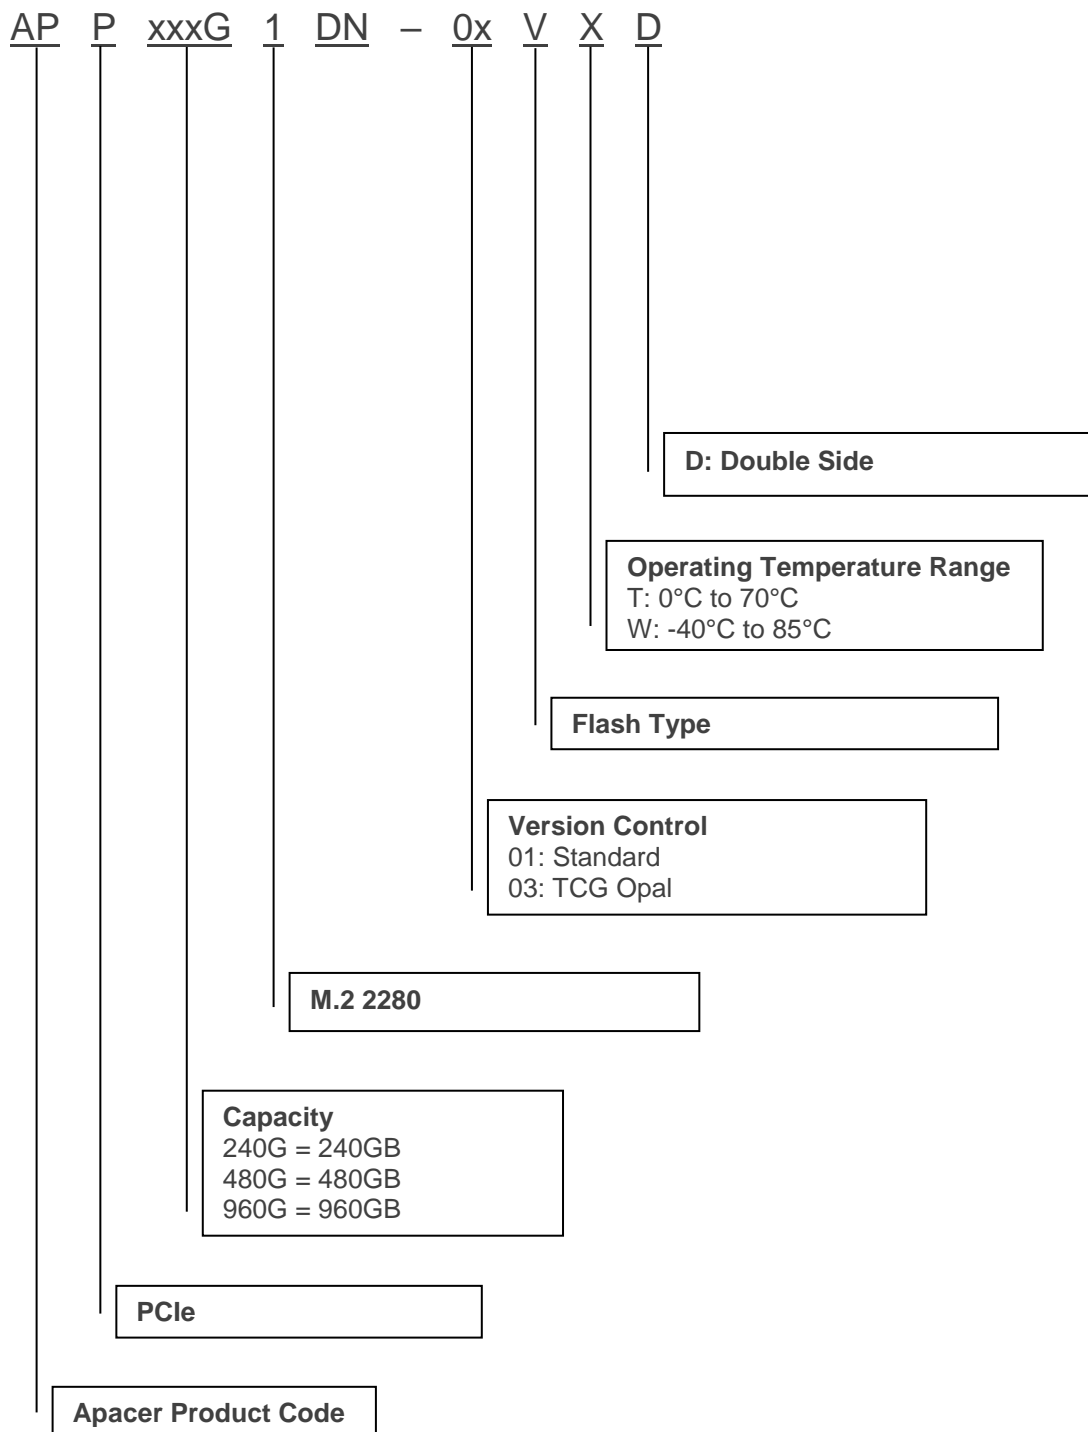 AP P xxxG 1 DN – 0x V X D
D: Double Side
Operating Temperature Range
T: 0°C to 70°C
W: -40°C to 85°C
Flash Type
Version Control
01: Standard
03: TCG Opal
M.2 2280
Capacity
240G = 240GB
480G = 480GB
960G = 960GB
PCIe
Apacer Product Code